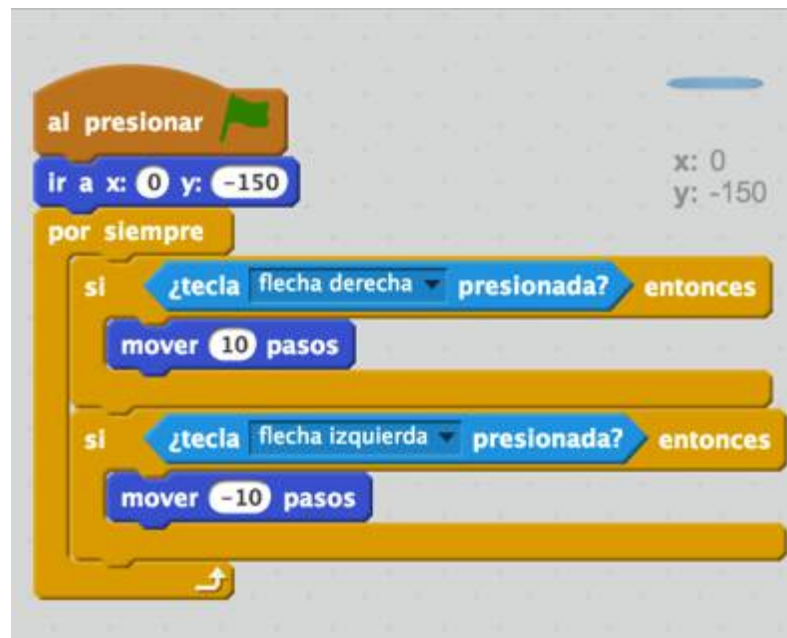 al presionar
ir a x: 0 y: -150
por siempre
si ¿tecla flecha derecha presionada? entonces
mover 10 pasos
si ¿tecla flecha izquierda presionada? entonces
mover -10 pasos
x: 0
y: -150